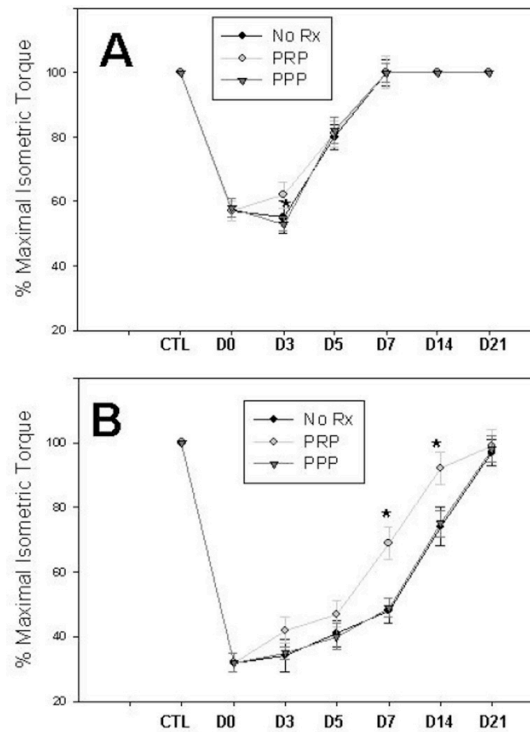 A
No Rx
PRP
PPP
% Maximal Isometric Torque
100
80
60
40
20
CTL D0 D3 D5 D7 D14 D21
B
No Rx
PRP
PPP
% Maximal Isometric Torque
100
80
60
40
20
CTL D0 D3 D5 D7 D14 D21